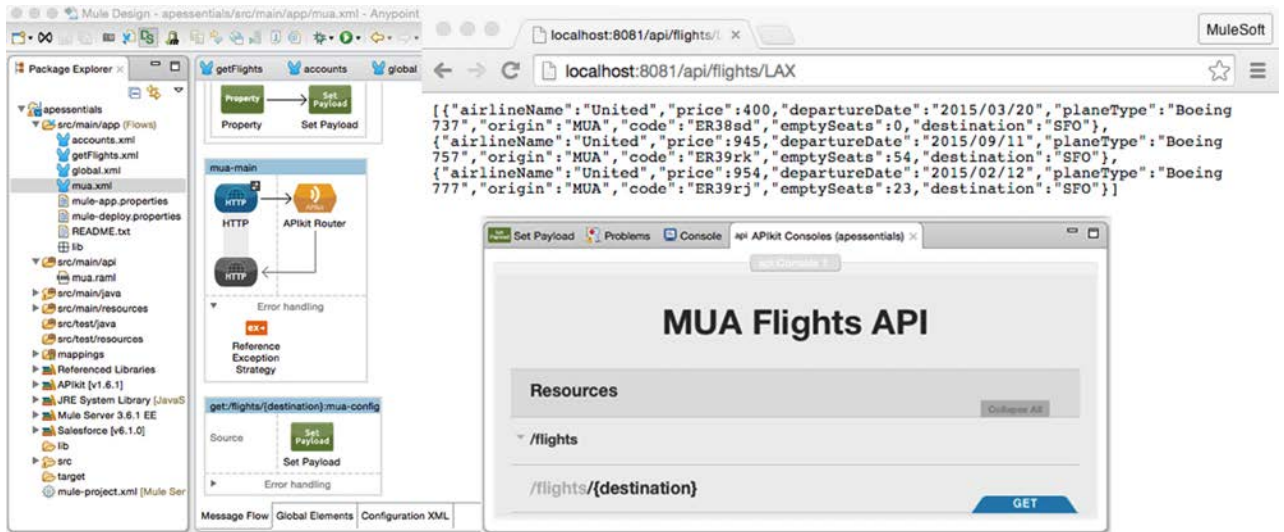 Mule Design - apessentials/src/main/app/mua.xml - Anypoint
Package Explorer
apessentials
src/main/app (Flows)
accounts.xml
getFlights.xml
global.xml
mua.xml
mule-app.properties
mule-deploy.properties
README.txt
lib
src/main/api
mua.raml
src/main/java
src/main/resources
src/test/java
src/test/resources
mappings
Referenced Libraries
APIkit [v1.6.1]
JRE System Library [JavaS
Mule Server 3.6.1 EE
Salesforce [v6.1.0]
lib
src
target
mule-project.xml [Mule Ser
getFlights accounts global
Property Set Payload
Property Set Payload
mua-main
HTTP APIkit
HTTP APIkit Router
HTTP
Error handling
ex
Reference
Exception
Strategy
get:/flights/{destination}:mua-config
Source
Set Payload
Set Payload
Error handling
Message Flow Global Elements Configuration XML
localhost:8081/api/flights/L
MuleSoft
localhost:8081/api/flights/LAX
[{"airlineName":"United","price":400,"departureDate":"2015/03/20","planeType":"Boeing
737","origin":"MUA","code":"ER38sd","emptySeats":0,"destination":"SFO"},
{"airlineName":"United","price":945,"departureDate":"2015/09/11","planeType":"Boeing
757","origin":"MUA","code":"ER39rk","emptySeats":54,"destination":"SFO"},
{"airlineName":"United","price":954,"departureDate":"2015/02/12","planeType":"Boeing
777","origin":"MUA","code":"ER39rj","emptySeats":23,"destination":"SFO"}]
Set Payload Problems Console api APIkit Consoles (apessentials)
api Console 1
MUA Flights API
Resources
Collapse All
/flights
/flights/{destination}
GET